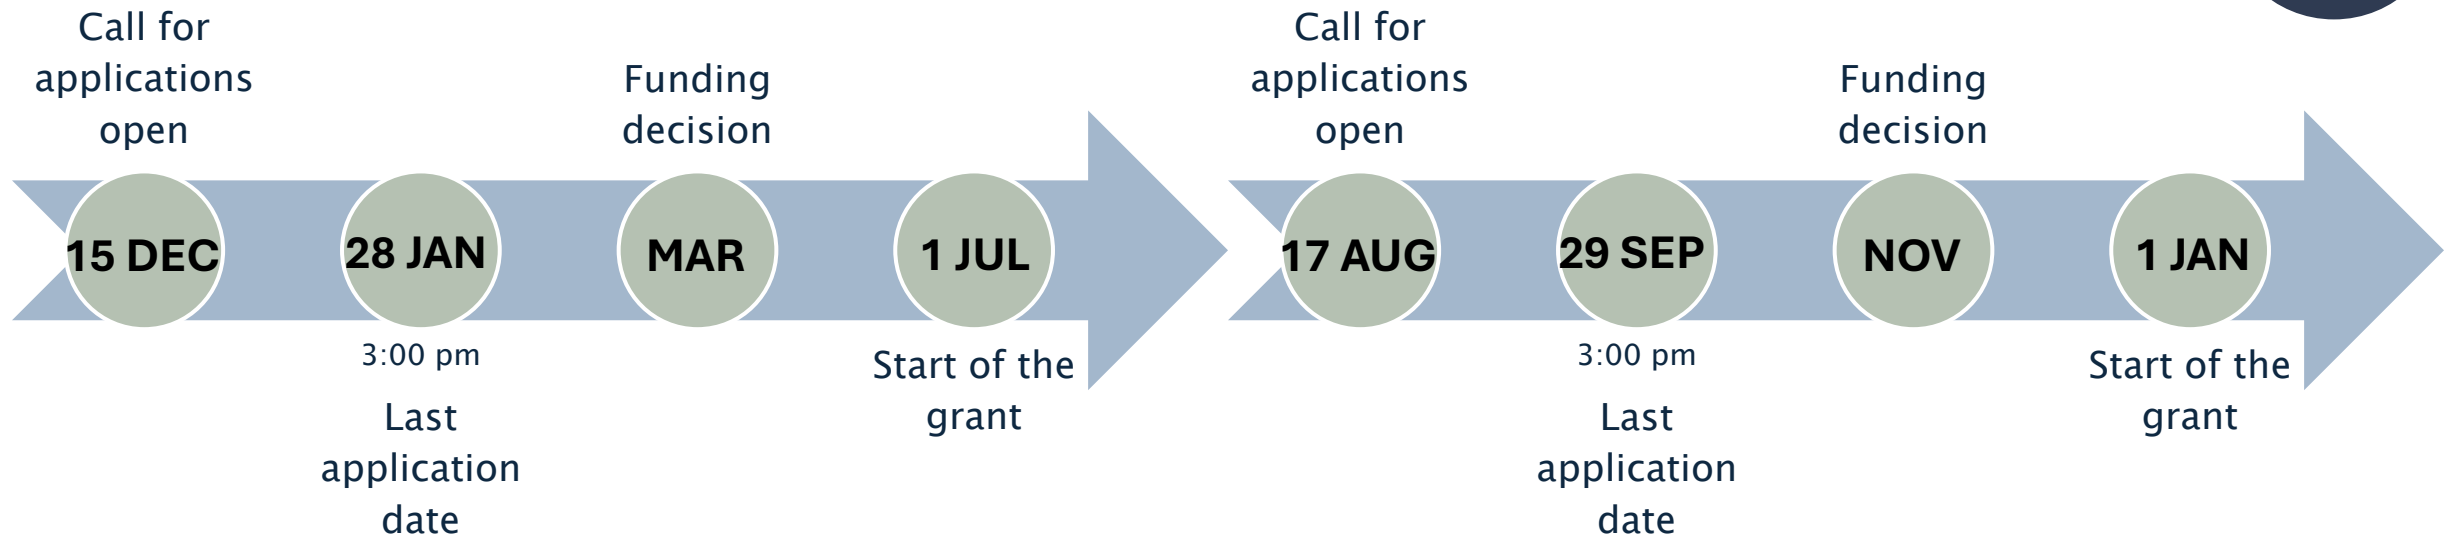 Call for
applications
open
15 DEC
28 JAN
3:00 pm
Last
application
date
Funding
decision
MAR
1 JUL
Start of the
grant
Call for
applications
open
17 AUG
29 SEP
3:00 pm
Last
application
date
Funding
decision
NOV
1 JAN
Start of the
grant